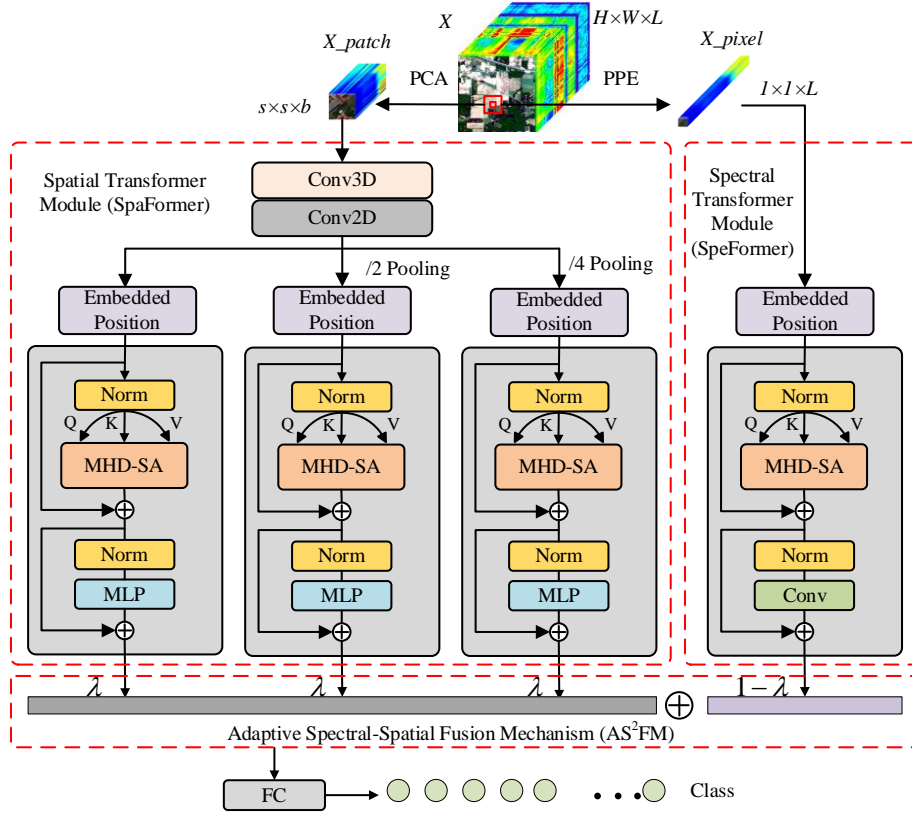 X
H×W×L
X_patch
X_pixel
PCA
PPE
s×s×b
1×1×L
Spatial Transformer
Module (SpaFormer)
Conv3D
Conv2D
Spectral
Transformer
Module
(SpeFormer)
/2 Pooling
/4 Pooling
Embedded
Position
Embedded
Position
Embedded
Position
Embedded
Position
Norm
Norm
Norm
Norm
Q
K
V
Q
K
V
Q
K
V
Q
K
V
MHD-SA
MHD-SA
MHD-SA
MHD-SA
Norm
Norm
Norm
Norm
MLP
MLP
MLP
Conv
λ
λ
λ
1−λ
Adaptive Spectral-Spatial Fusion Mechanism (AS²FM)
FC
Class